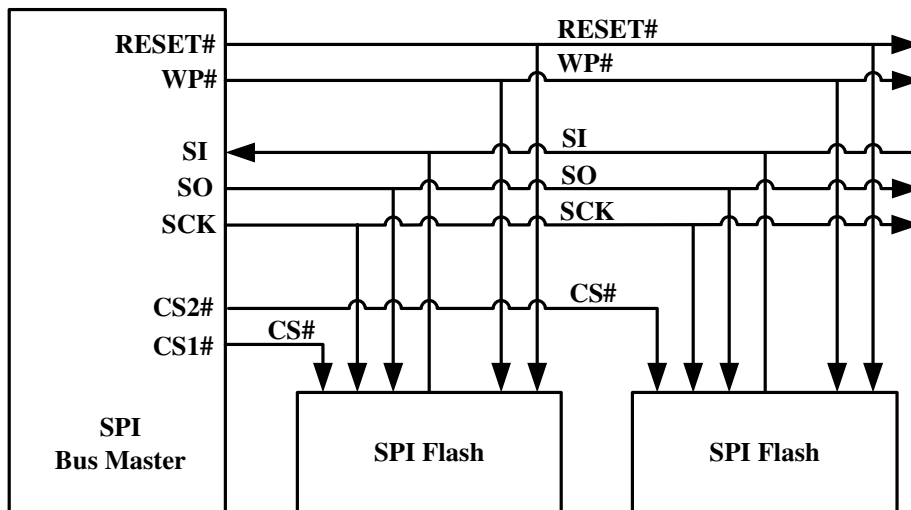 RESET#
RESET#
WP#
WP#
SI
SI
SO
SO
SCK
SCK
CS2#
CS#
CS1#
CS#
SPI
Bus Master
SPI Flash
SPI Flash